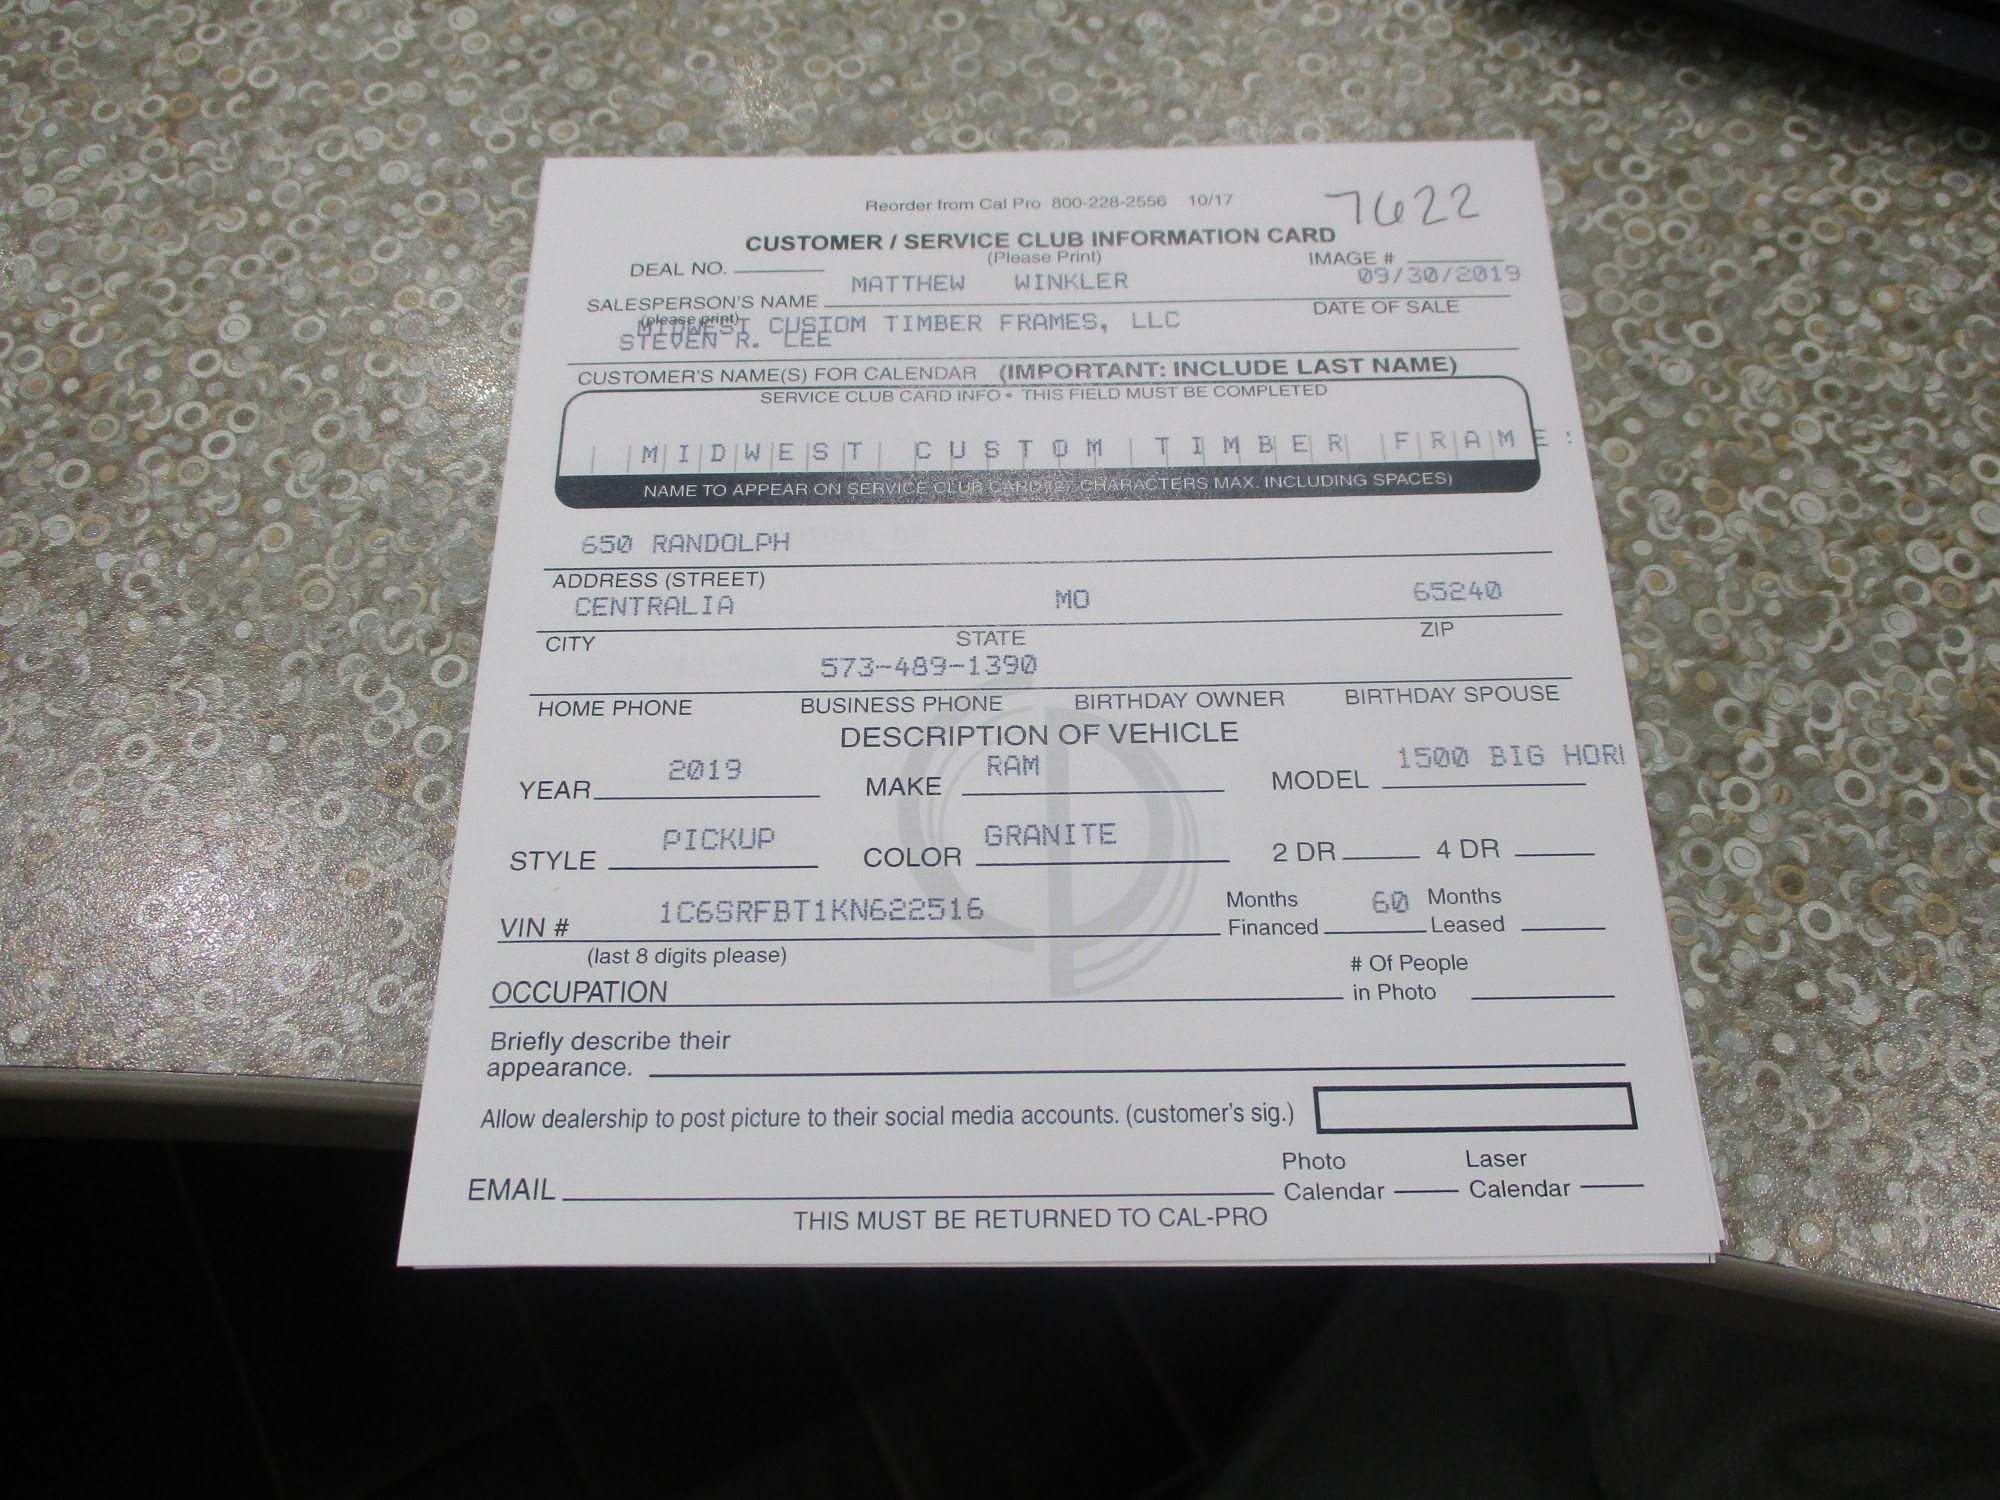 Reorder from Cal Pro 800-228-2556 10/17
7622
CUSTOMER / SERVICE CLUB INFORMATION CARD
(Please Print)
DEAL NO.
IMAGE #
MATTHEW WINKLER
09/30/2019
SALESPERSON'S NAME
DATE OF SALE
(please print)
MIDWEST CUSTOM TIMBER FRAMES, LLC
STEVEN R. LEE
CUSTOMER'S NAME(S) FOR CALENDAR (IMPORTANT: INCLUDE LAST NAME)
SERVICE CLUB CARD INFO • THIS FIELD MUST BE COMPLETED
MIDWEST CUSTOM TIMBER FRAME
NAME TO APPEAR ON SERVICE CLUB CARD (27 CHARACTERS MAX. INCLUDING SPACES)
650 RANDOLPH
ADDRESS (STREET)
CENTRALIA MO 65240
CITY STATE ZIP
573-489-1390
HOME PHONE BUSINESS PHONE BIRTHDAY OWNER BIRTHDAY SPOUSE
DESCRIPTION OF VEHICLE
YEAR 2019 MAKE RAM MODEL 1500 BIG HOR
STYLE PICKUP COLOR GRANITE 2 DR 4 DR
VIN # 1C6SRFBT1KN622516 Months Financed 60 Months Leased
(last 8 digits please)
OCCUPATION # Of People in Photo
Briefly describe their
appearance.
Allow dealership to post picture to their social media accounts. (customer's sig.)
EMAIL Photo Calendar Laser Calendar
THIS MUST BE RETURNED TO CAL-PRO